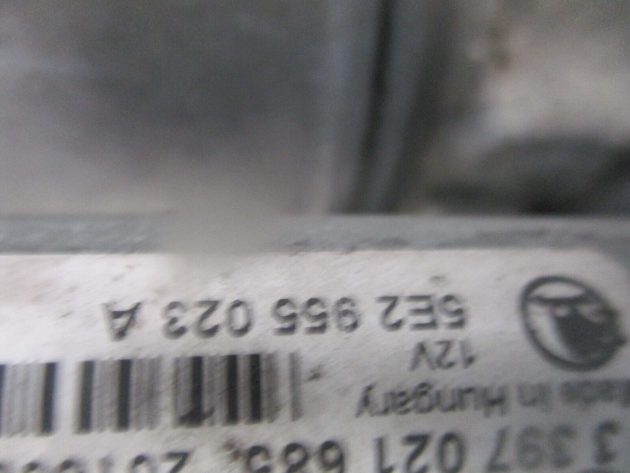 3 397 021 685.
Made in Hungary
12V
5E2 955 023 A